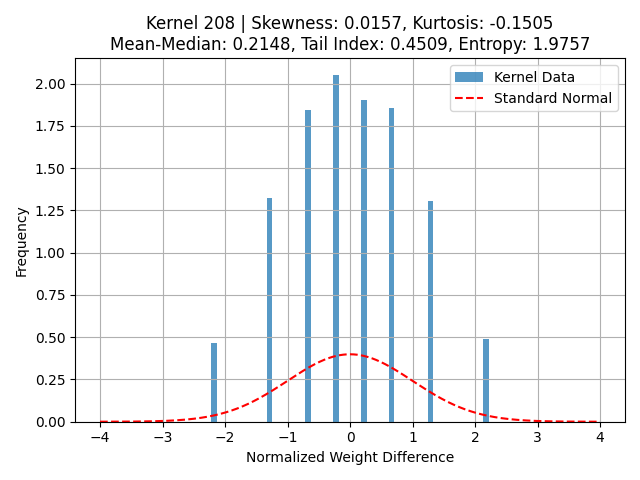 Kernel 208 | Skewness: 0.0157, Kurtosis: -0.1505
Mean-Median: 0.2148, Tail Index: 0.4509, Entropy: 1.9757
Kernel Data
Standard Normal
Frequency
2.00
1.75
1.50
1.25
1.00
0.75
0.50
0.25
0.00
−4 −3 −2 −1 0 1 2 3 4
Normalized Weight Difference